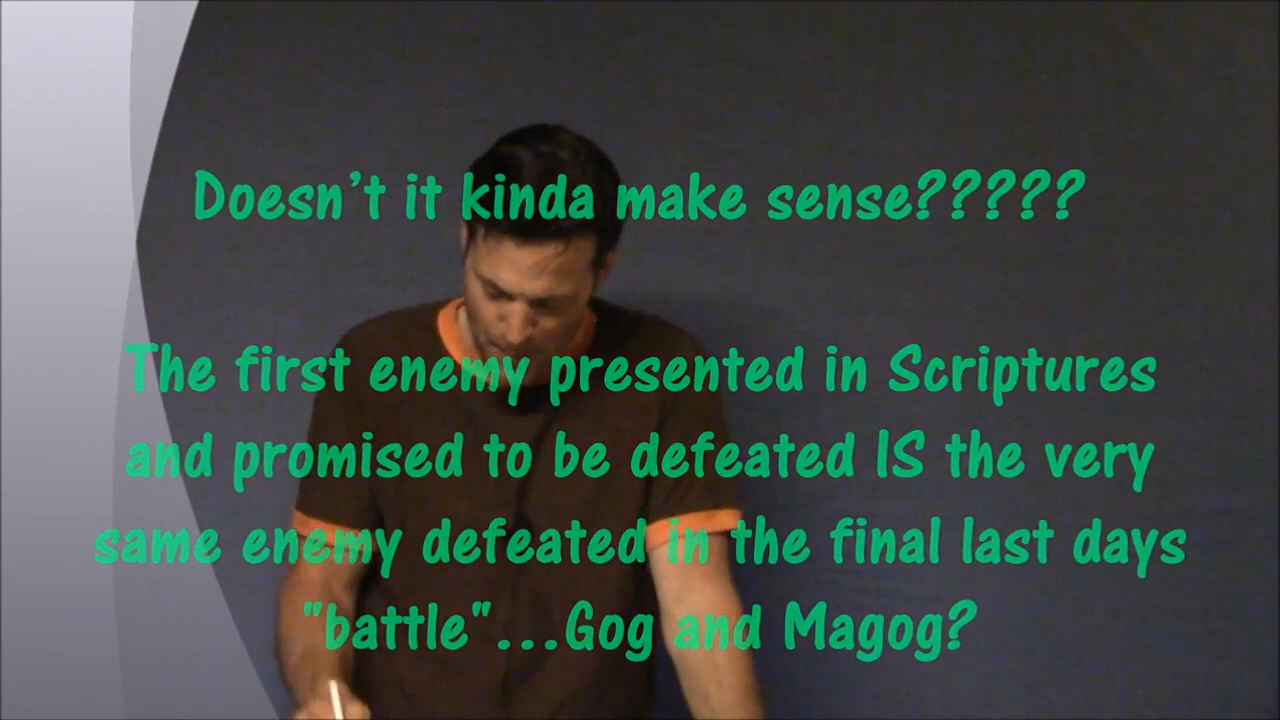 Doesn't it kinda make sense?????
The first enemy presented in Scriptures
and promised to be defeated IS the very
same enemy defeated in the final last days
"battle"...Gog and Magog?